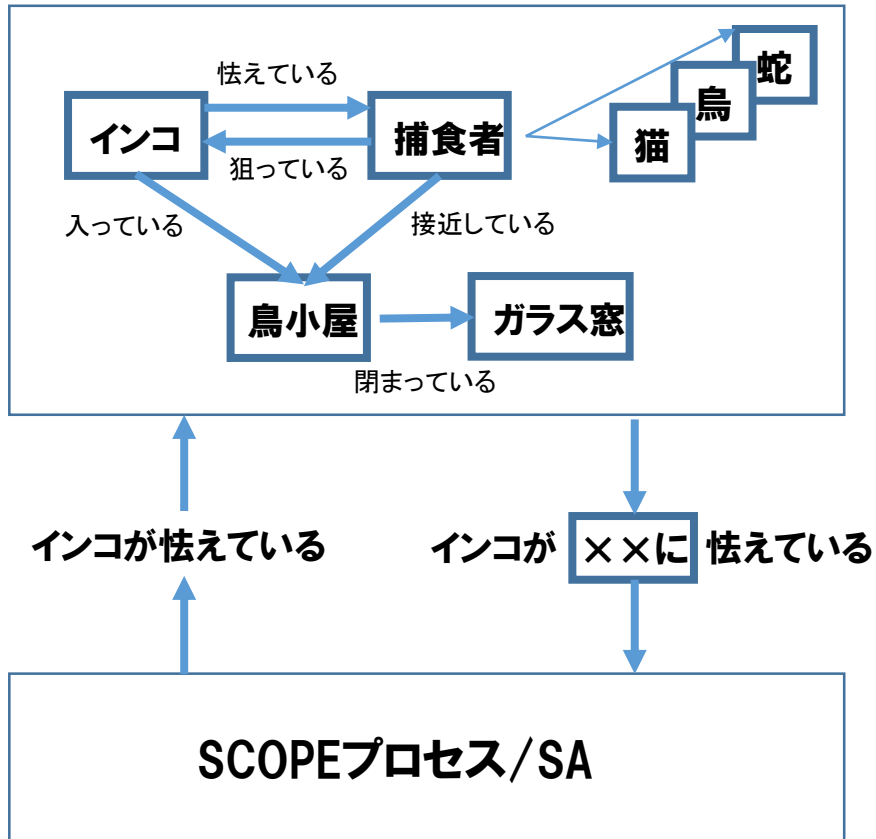 怯えている
蛇
烏
インコ
捕食者
猫
狙っている
入っている
接近している
鳥小屋
ガラス窓
閉まっている
インコが怯えている
インコが ××に 怯えている
SCOPEプロセス/SA